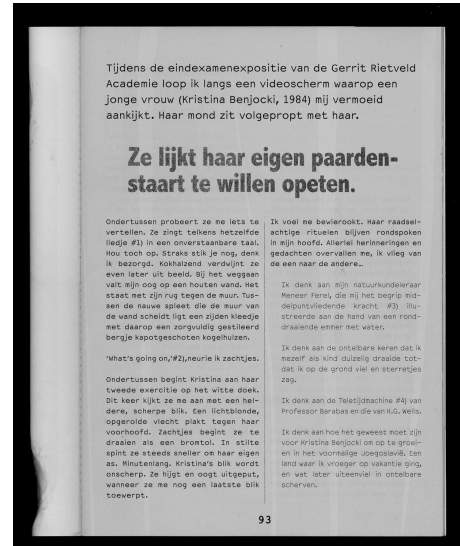 Tijdens de eindexamenexpositie van de Gerrit Rietveld
Academie loop ik langs een videoscherm waarop een
jonge vrouw (Kristina Benjocki, 1984) mij vermoeid
aankijkt. Haar mond zit volgepropt met haar.
Ze lijkt haar eigen paarden-
staart te willen opeten.
Ondertussen probeert ze me iets te
vertellen. Ze zingt telkens hetzelfde
liedje #1) in een onverstaanbare taal.
Hou toch op. Straks stik je nog, denk
ik bezorgd. Kokhalzend verdwijnt ze
even later uit beeld. Bij het weggaan
valt mijn oog op een houten wand. Het
staat met zijn rug tegen de muur. Tus-
sen de nauwe spleet die de muur van
de wand scheidt ligt een zijden kleedje
met daarop een zorgvuldig gestileerd
bergje kapotgeschoten kogelhulzen.
'What's going on,'#2),neurie ik zachtjes.
Ondertussen begint Kristina aan haar
tweede exercitie op het witte doek.
Dit keer kijkt ze me aan met een hel-
dere, scherpe blik. Een lichtblonde,
opgerolde vlecht plakt tegen haar
voorhoofd. Zachtjes begint ze te
draaien als een bromtol. In stilte
spint ze steeds sneller om haar eigen
as. Minutenlang. Kristina's blik wordt
onscherp. Ze hijgt en oogt uitgeput,
wanneer ze me nog een laatste blik
toewerpt.
Ik voel me bewierookt. Haar raadsel-
achtige rituelen blijven rondspoken
in mijn hoofd. Allerlei herinneringen en
gedachten overvallen me, ik vlieg van
de een naar de andere…
Ik denk aan mijn natuurkundeleraar
Meneer Ferel, die mij het begrip mid-
delpuntvliedende kracht #3) illu-
streerde aan de hand van een rond-
draaiende emmer met water.
Ik denk aan de ontelbare keren dat ik
mezelf als kind duizelig draaide tot-
dat ik op de grond viel en sterretjes
zag.
Ik denk aan de Teletijdmachine #4) van
Professor Barabas en die van H.G. Wells.
Ik denk aan hoe het geweest moet zijn
voor Kristina Benjocki om op te groei-
en in het voormalige Joegoslavië. Een
land waar ik vroeger op vakantie ging,
en wat later uiteenviel in ontelbare
scherven.
93